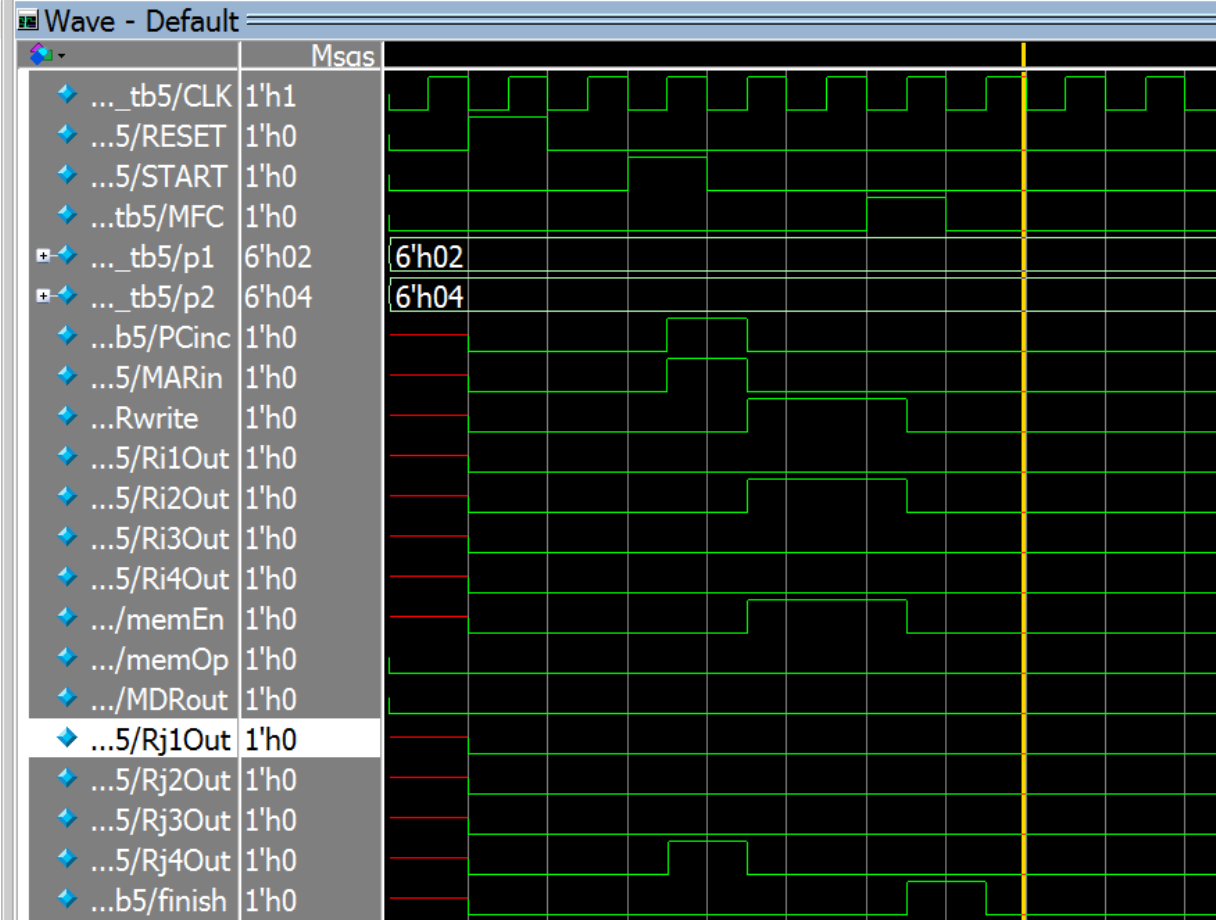 Wave - Default
Msgs
..._tb5/CLK 1'h1
...5/RESET 1'h0
...5/START 1'h0
...tb5/MFC 1'h0
..._tb5/p1 6'h02 6'h02
..._tb5/p2 6'h04 6'h04
...b5/PCinc 1'h0
...5/MARin 1'h0
...Rwrite 1'h0
...5/Ri1Out 1'h0
...5/Ri2Out 1'h0
...5/Ri3Out 1'h0
...5/Ri4Out 1'h0
.../memEn 1'h0
.../memOp 1'h0
.../MDRout 1'h0
...5/Rj1Out 1'h0
...5/Rj2Out 1'h0
...5/Rj3Out 1'h0
...5/Rj4Out 1'h0
...b5/finish 1'h0